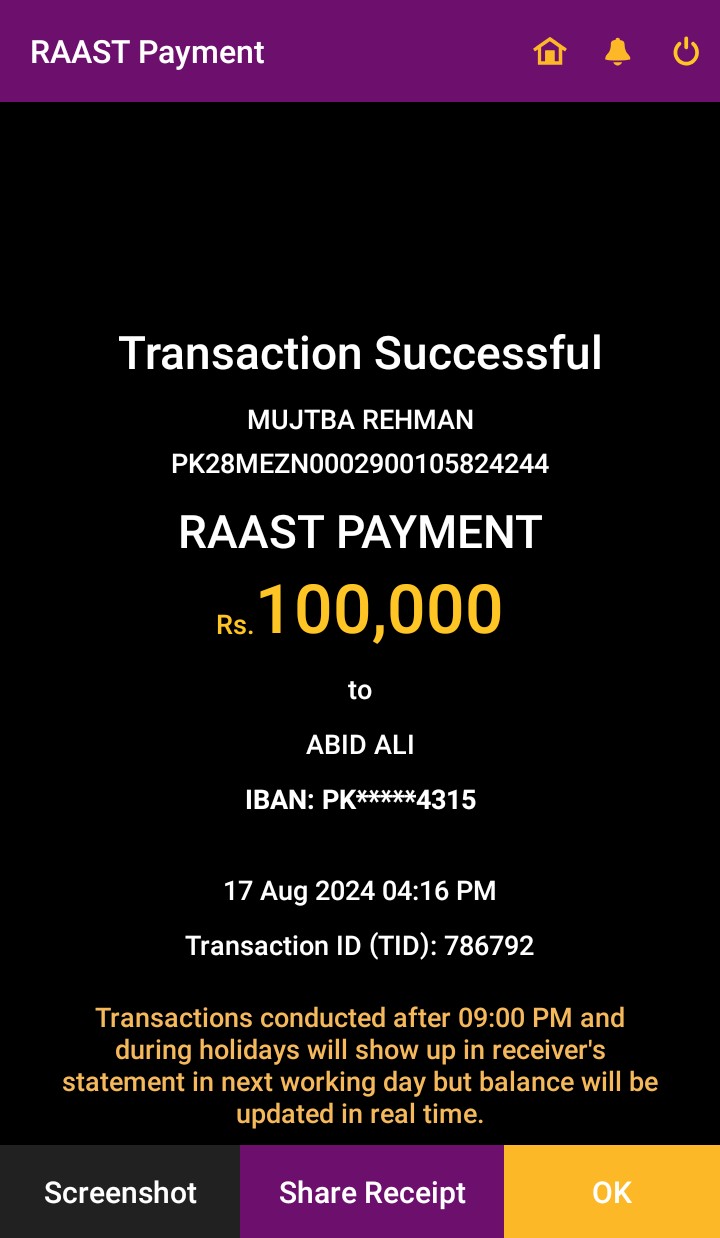 RAAST Payment
Transaction Successful
MUJTBA REHMAN
PK28MEZN0002900105824244
RAAST PAYMENT
Rs.100,000
to
ABID ALI
IBAN: PK*****4315
17 Aug 2024 04:16 PM
Transaction ID (TID): 786792
Transactions conducted after 09:00 PM and
during holidays will show up in receiver's
statement in next working day but balance will be
updated in real time.
Screenshot
Share Receipt
OK